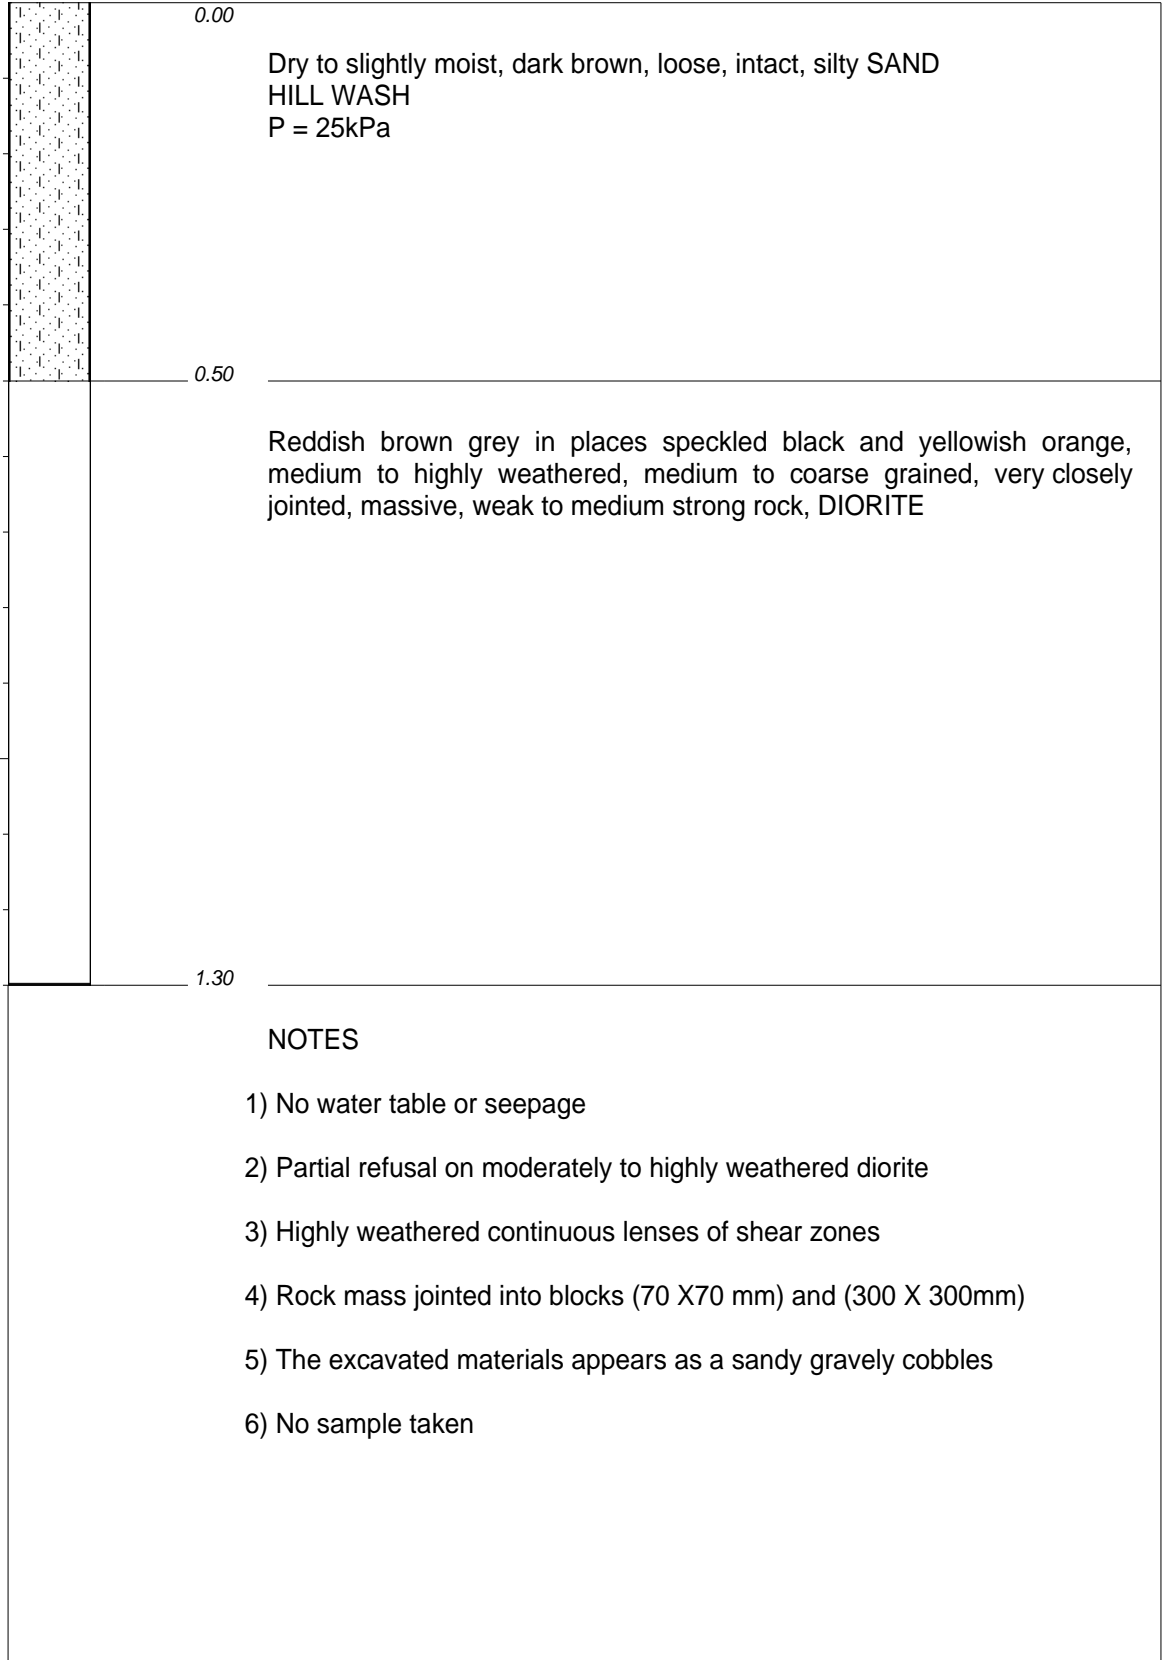 0.00
Dry to slightly moist, dark brown, loose, intact, silty SAND
HILL WASH
P = 25kPa
0.50
Reddish brown grey in places speckled black and yellowish orange,
medium to highly weathered, medium to coarse grained, very closely
jointed, massive, weak to medium strong rock, DIORITE
1.30
NOTES
1) No water table or seepage
2) Partial refusal on moderately to highly weathered diorite
3) Highly weathered continuous lenses of shear zones
4) Rock mass jointed into blocks (70 X70 mm) and (300 X 300mm)
5) The excavated materials appears as a sandy gravely cobbles
6) No sample taken